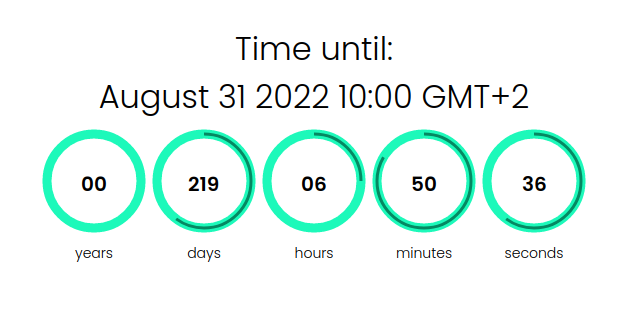 Time until:
August 31 2022 10:00 GMT+2
00 219 06 50 36
years days hours minutes seconds